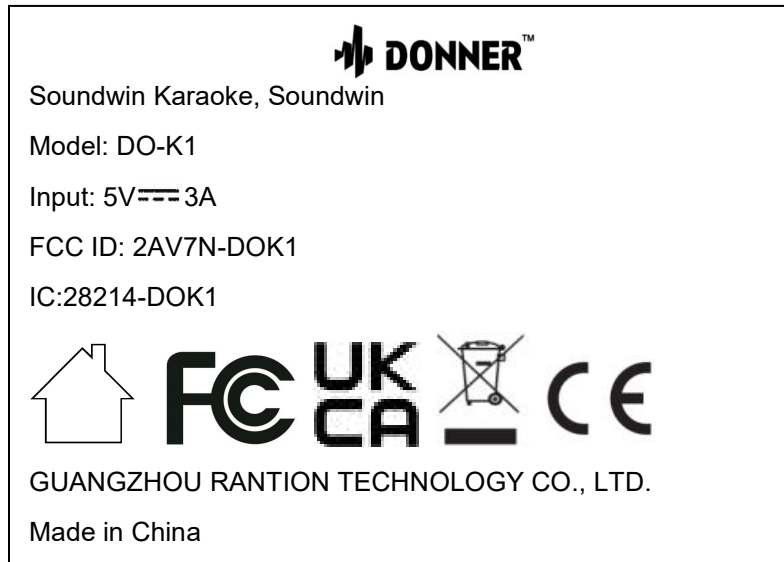 DONNER™
Soundwin Karaoke, Soundwin
Model: DO-K1
Input: 5V⎓3A
FCC ID: 2AV7N-DOK1
IC:28214-DOK1
FC UK CA CE
GUANGZHOU RANTION TECHNOLOGY CO., LTD.
Made in China